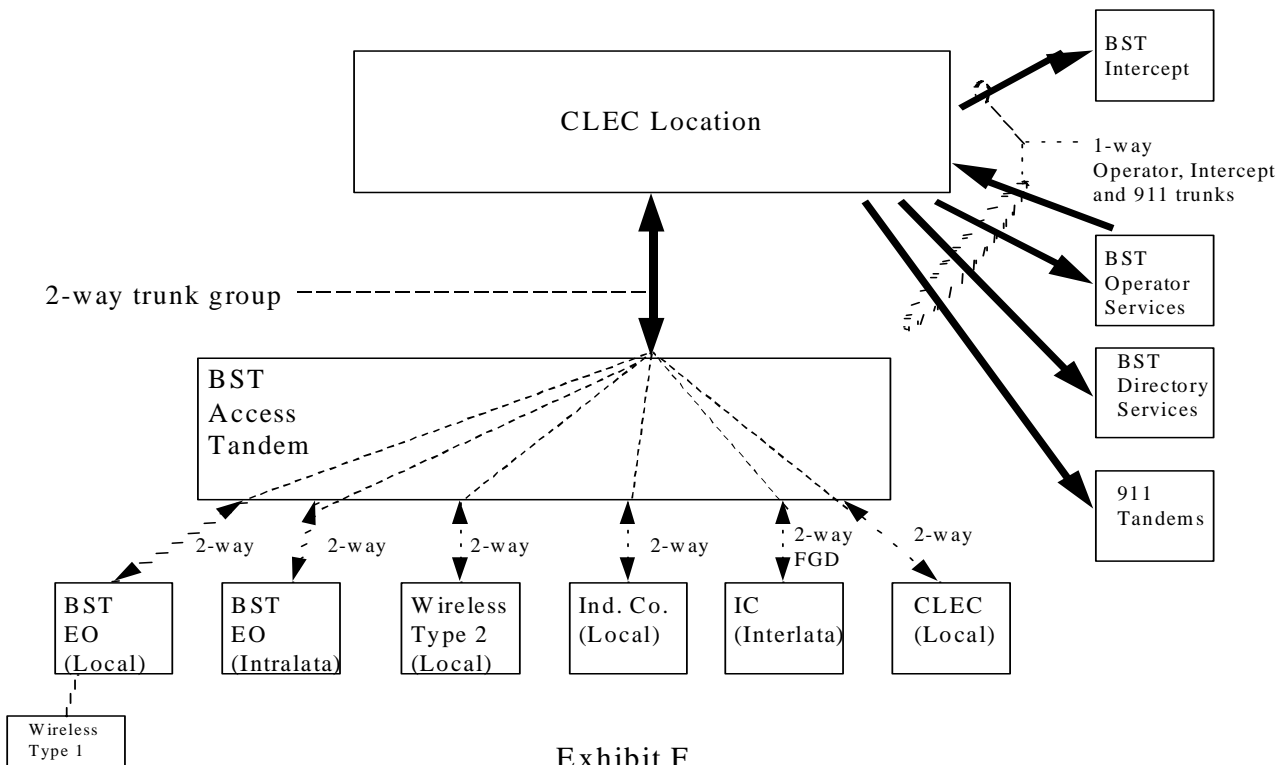 BST
Intercept
CLEC Location
1-way
Operator, Intercept
and 911 trunks
BST
Operator
Services
2-way trunk group
BST
Access
Tandem
BST
Directory
Services
911
Tandems
2-way
2-way
2-way
2-way
2-way
FGD
2-way
BST
EO
(Local)
BST
EO
(Intralata)
Wireless
Type 2
(Local)
Ind. Co.
(Local)
IC
(Interlata)
CLEC
(Local)
Wireless
Type 1
Exhibit E